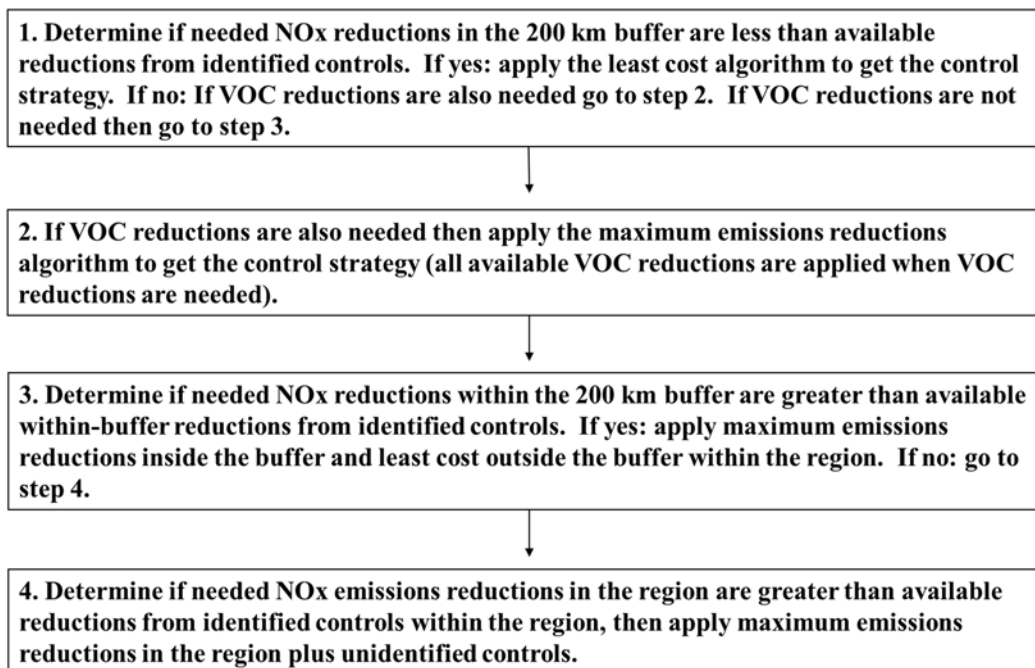 1. Determine if needed NOx reductions in the 200 km buffer are less than available
reductions from identified controls.  If yes: apply the least cost algorithm to get the control
strategy.  If no: If VOC reductions are also needed go to step 2.  If VOC reductions are not
needed then go to step 3.
2. If VOC reductions are also needed then apply the maximum emissions reductions
algorithm to get the control strategy (all available VOC reductions are applied when VOC
reductions are needed).
3. Determine if needed NOx reductions within the 200 km buffer are greater than available
within-buffer reductions from identified controls.  If yes: apply maximum emissions
reductions inside the buffer and least cost outside the buffer within the region.  If no: go to
step 4.
4. Determine if needed NOx emissions reductions in the region are greater than available
reductions from identified controls within the region, then apply maximum emissions
reductions in the region plus unidentified controls.